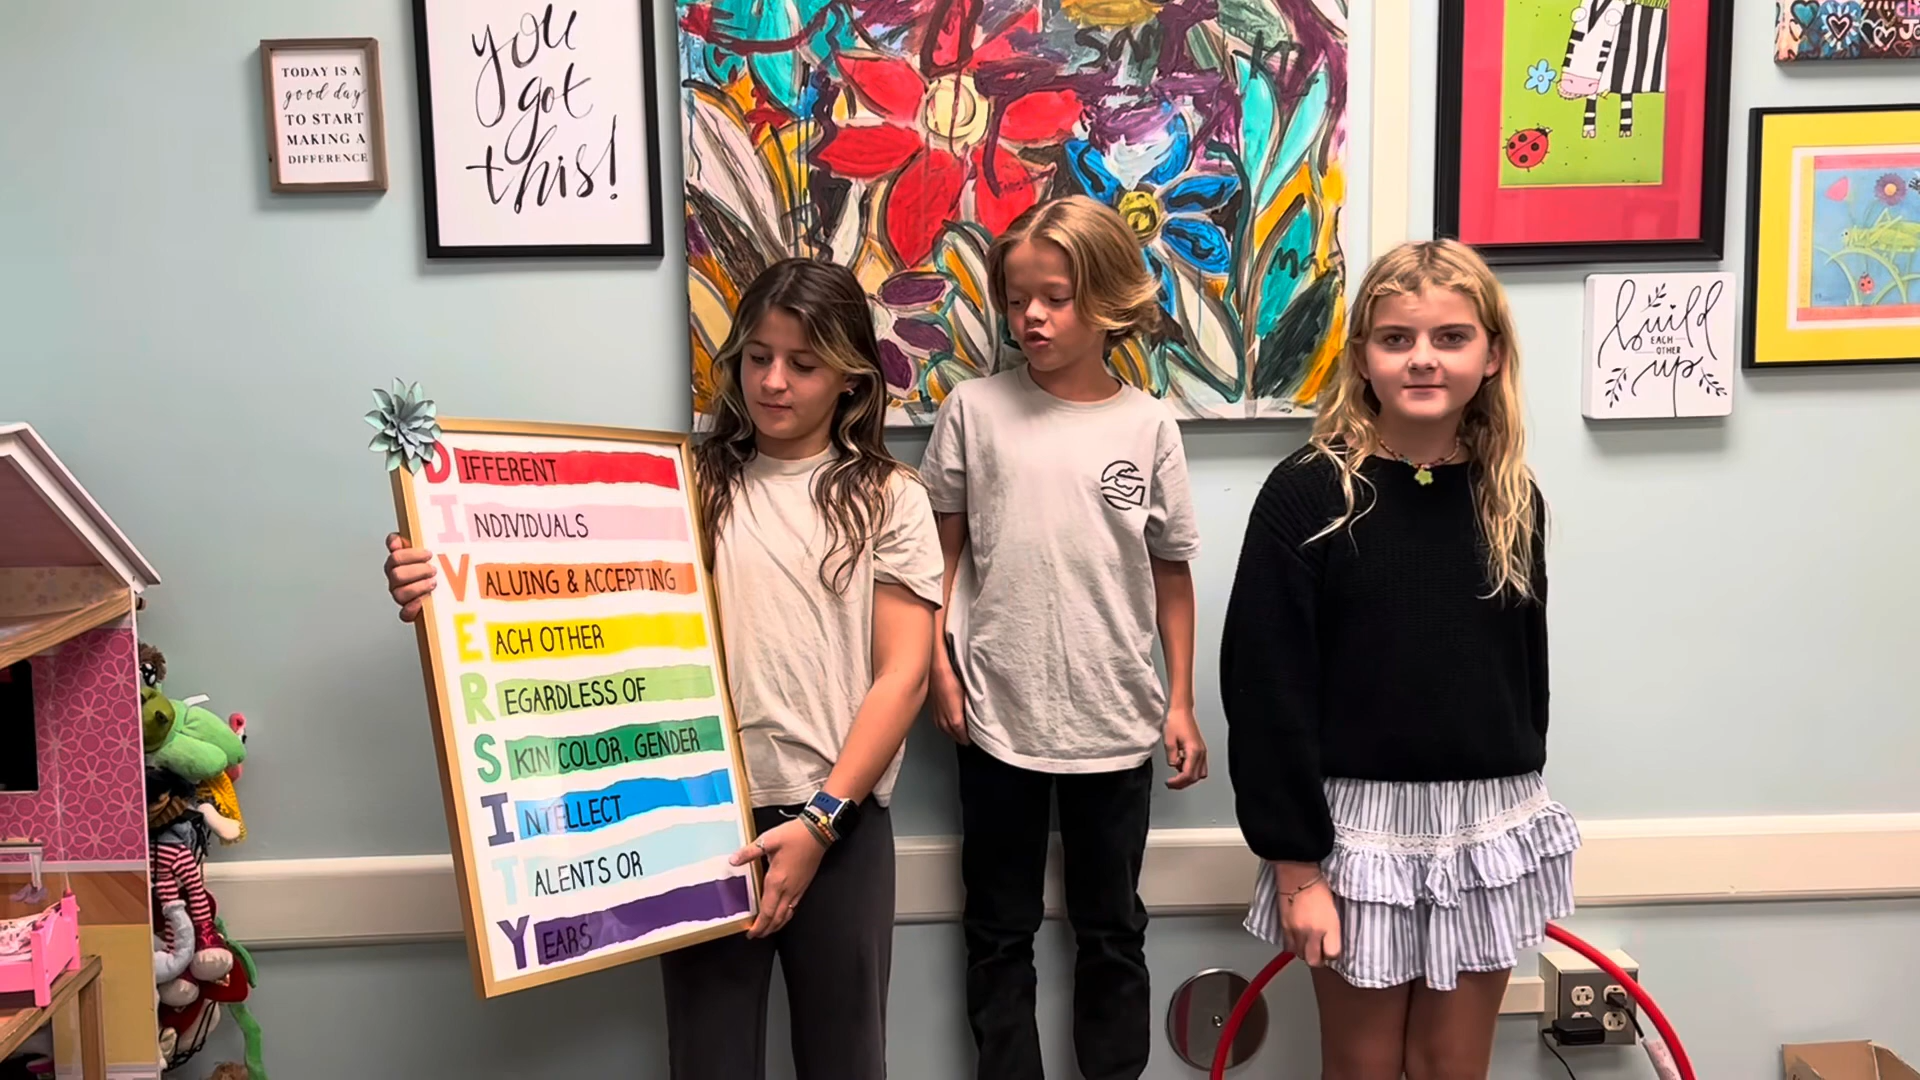 TODAY IS A
good day
TO START
MAKING A
DIFFERENCE
you
got
this!
Sam
build
EACH
OTHER
up
DIFFERENT
INDIVIDUALS
VALUING & ACCEPTING
EACH OTHER
REGARDLESS OF
SKIN COLOR, GENDER
INTELLECT
TALENTS OR
YEARS